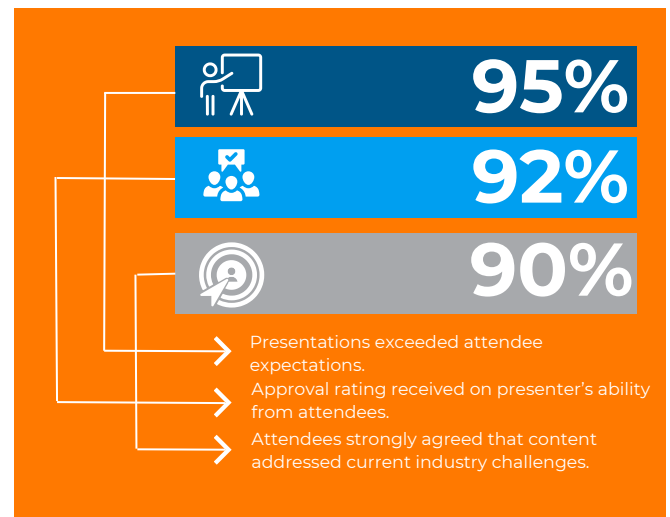 95%
92%
90%
Presentations exceeded attendee
expectations.
Approval rating received on presenter’s ability
from attendees.
Attendees strongly agreed that content
addressed current industry challenges.